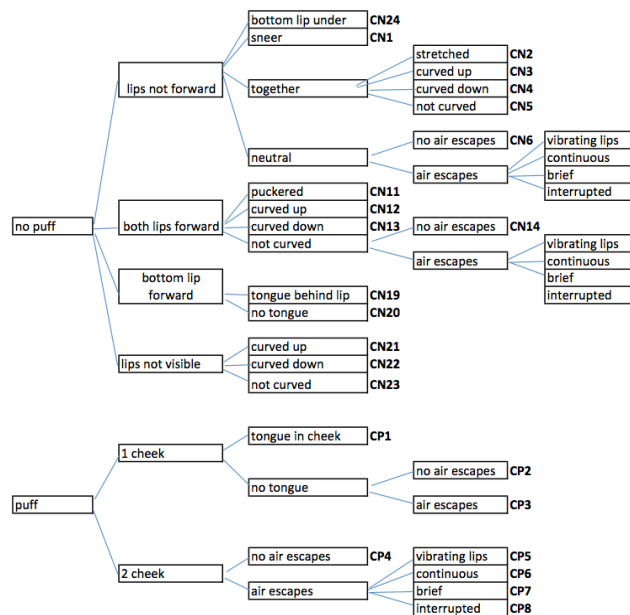 bottom lip under CN24
sneer CN1
lips not forward
together
stretched CN2
curved up CN3
curved down CN4
not curved CN5
neutral
no air escapes CN6
air escapes
vibrating lips
continuous
brief
interrupted
no puff
both lips forward
puckered CN11
curved up CN12
curved down CN13
not curved
no air escapes CN14
air escapes
vibrating lips
continuous
brief
interrupted
bottom lip
forward
tongue behind lip CN19
no tongue CN20
lips not visible
curved up CN21
curved down CN22
not curved CN23
puff
1 cheek
tongue in cheek CP1
no tongue
no air escapes CP2
air escapes CP3
2 cheek
no air escapes CP4
air escapes
vibrating lips CP5
continuous CP6
brief CP7
interrupted CP8